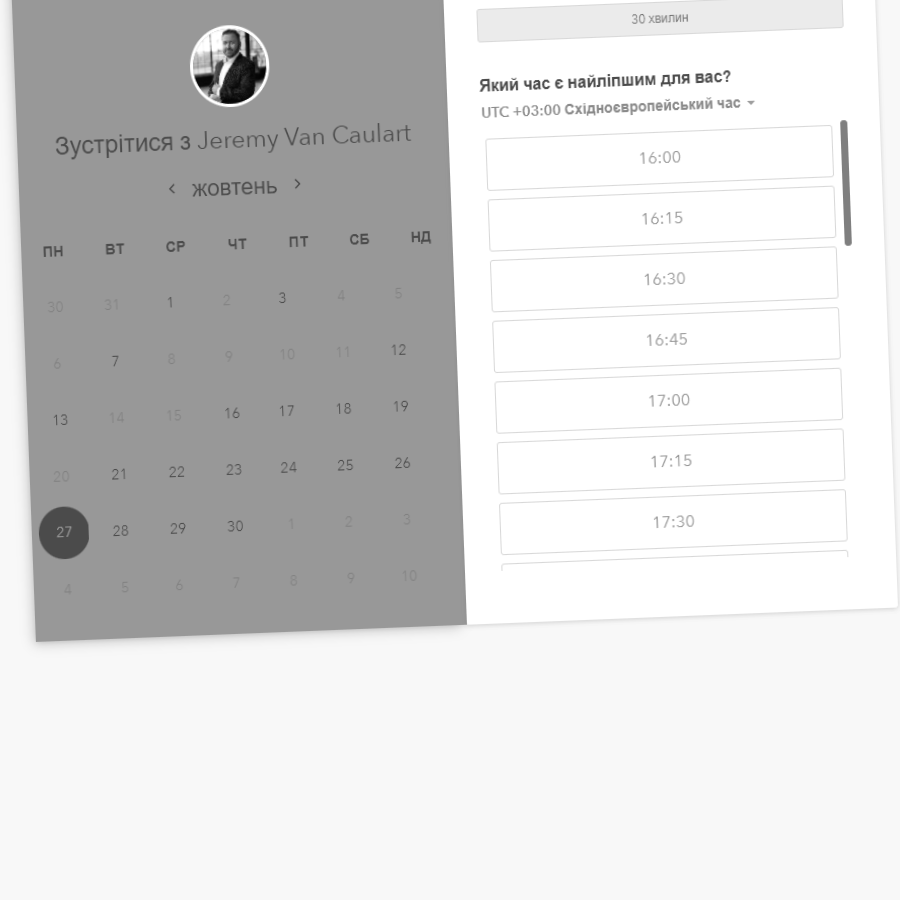 Зустрітися з Jeremy Van Caulart
‹ жовтень ›
ПН ВТ СР ЧТ ПТ СБ НД
30 31 1 2 3 4 5
6 7 8 9 10 11 12
13 14 15 16 17 18 19
20 21 22 23 24 25 26
27 28 29 30 1 2 3
4 5 6 7 8 9 10
30 хвилин
Який час є найліпшим для вас?
UTC +03:00 Східноєвропейський час
16:00
16:15
16:30
16:45
17:00
17:15
17:30